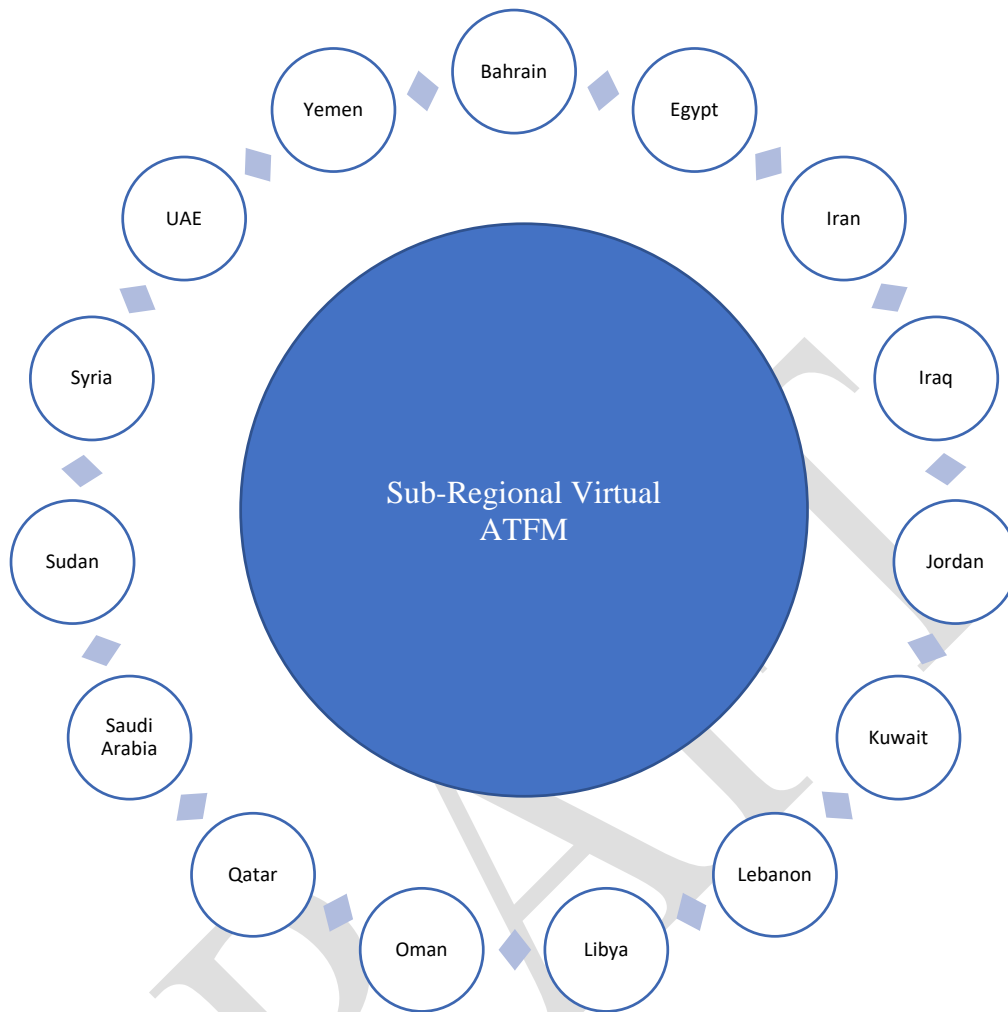 Bahrain
Egypt
Iran
Iraq
Jordan
Kuwait
Lebanon
Libya
Oman
Qatar
Saudi
Arabia
Sudan
Syria
UAE
Yemen
Sub-Regional Virtual
ATFM